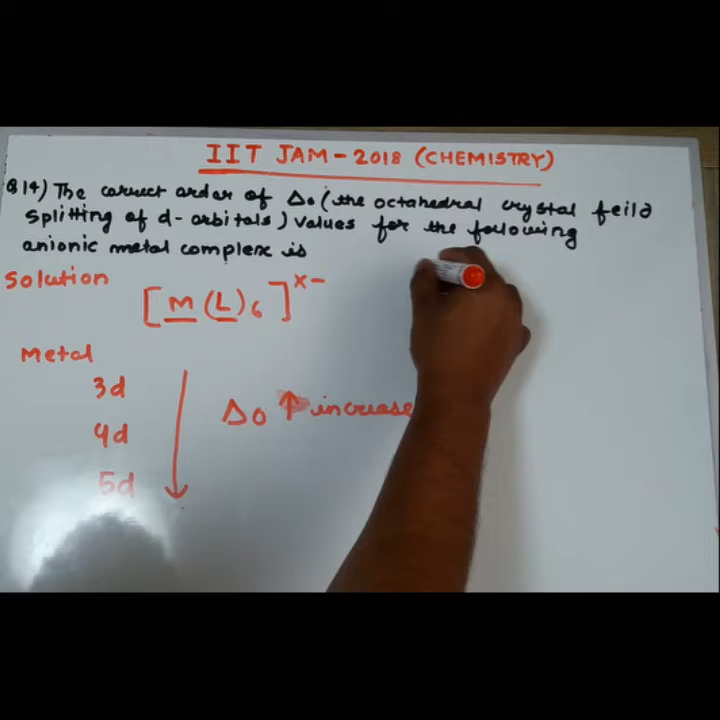 IIT JAM-2018 (CHEMISTRY)
Q14) The correct order of Δo (the octahedral crystal feild
Splitting of d-orbitals) values for the following
anionic metal complex is
Solution
[M(L)6]x-
Metal
3d
4d
5d
Δo ↑ increase